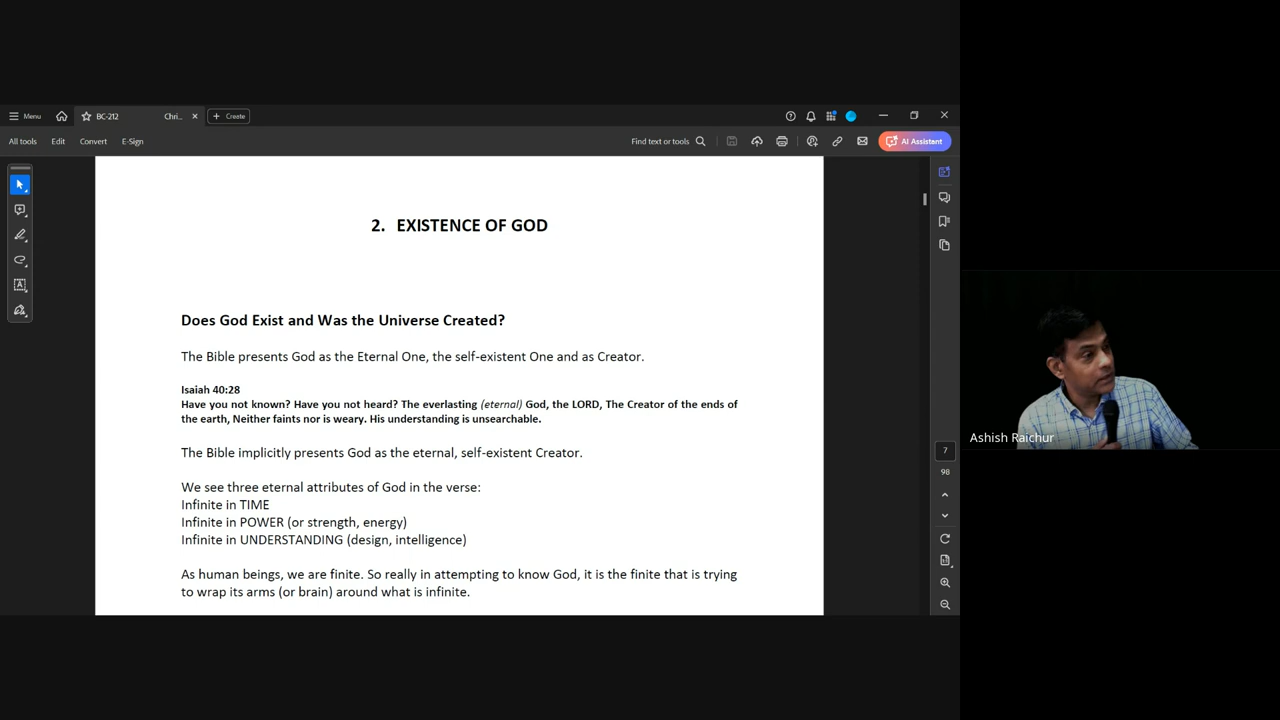 Menu
BC-212
Chri...
Create
All tools
Edit
Convert
E-Sign
Find text or tools
AI Assistant
2. EXISTENCE OF GOD
Does God Exist and Was the Universe Created?
The Bible presents God as the Eternal One, the self-existent One and as Creator.
Isaiah 40:28
Have you not known? Have you not heard? The everlasting (eternal) God, the LORD, The Creator of the ends of
the earth, Neither faints nor is weary. His understanding is unsearchable.
The Bible implicitly presents God as the eternal, self-existent Creator.
We see three eternal attributes of God in the verse:
Infinite in TIME
Infinite in POWER (or strength, energy)
Infinite in UNDERSTANDING (design, intelligence)
As human beings, we are finite. So really in attempting to know God, it is the finite that is trying
to wrap its arms (or brain) around what is infinite.
7
98
Ashish Raichur